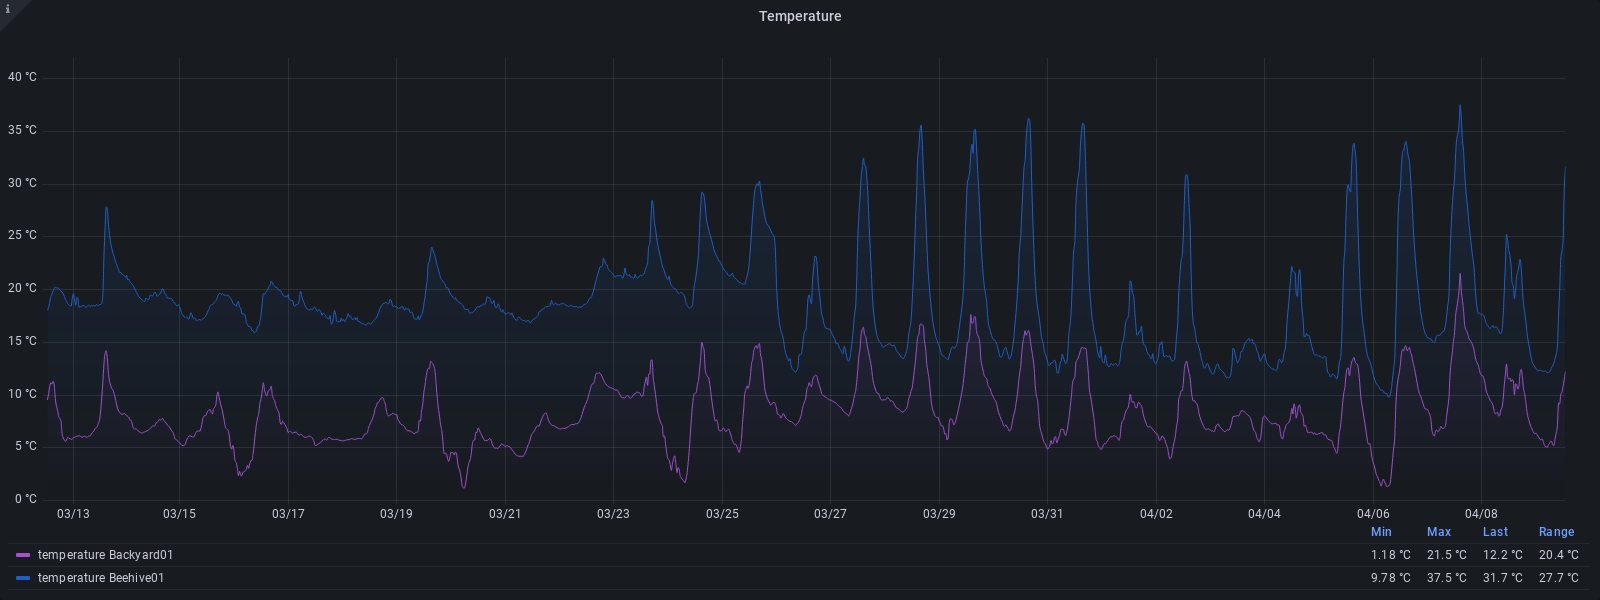 i
Temperature
40 °C
35 °C
30 °C
25 °C
20 °C
15 °C
10 °C
5 °C
0 °C
03/13 03/15 03/17 03/19 03/21 03/23 03/25 03/27 03/29 03/31 04/02 04/04 04/06 04/08
Min Max Last Range
temperature Backyard01 1.18 °C 21.5 °C 12.2 °C 20.4 °C
temperature Beehive01 9.78 °C 37.5 °C 31.7 °C 27.7 °C